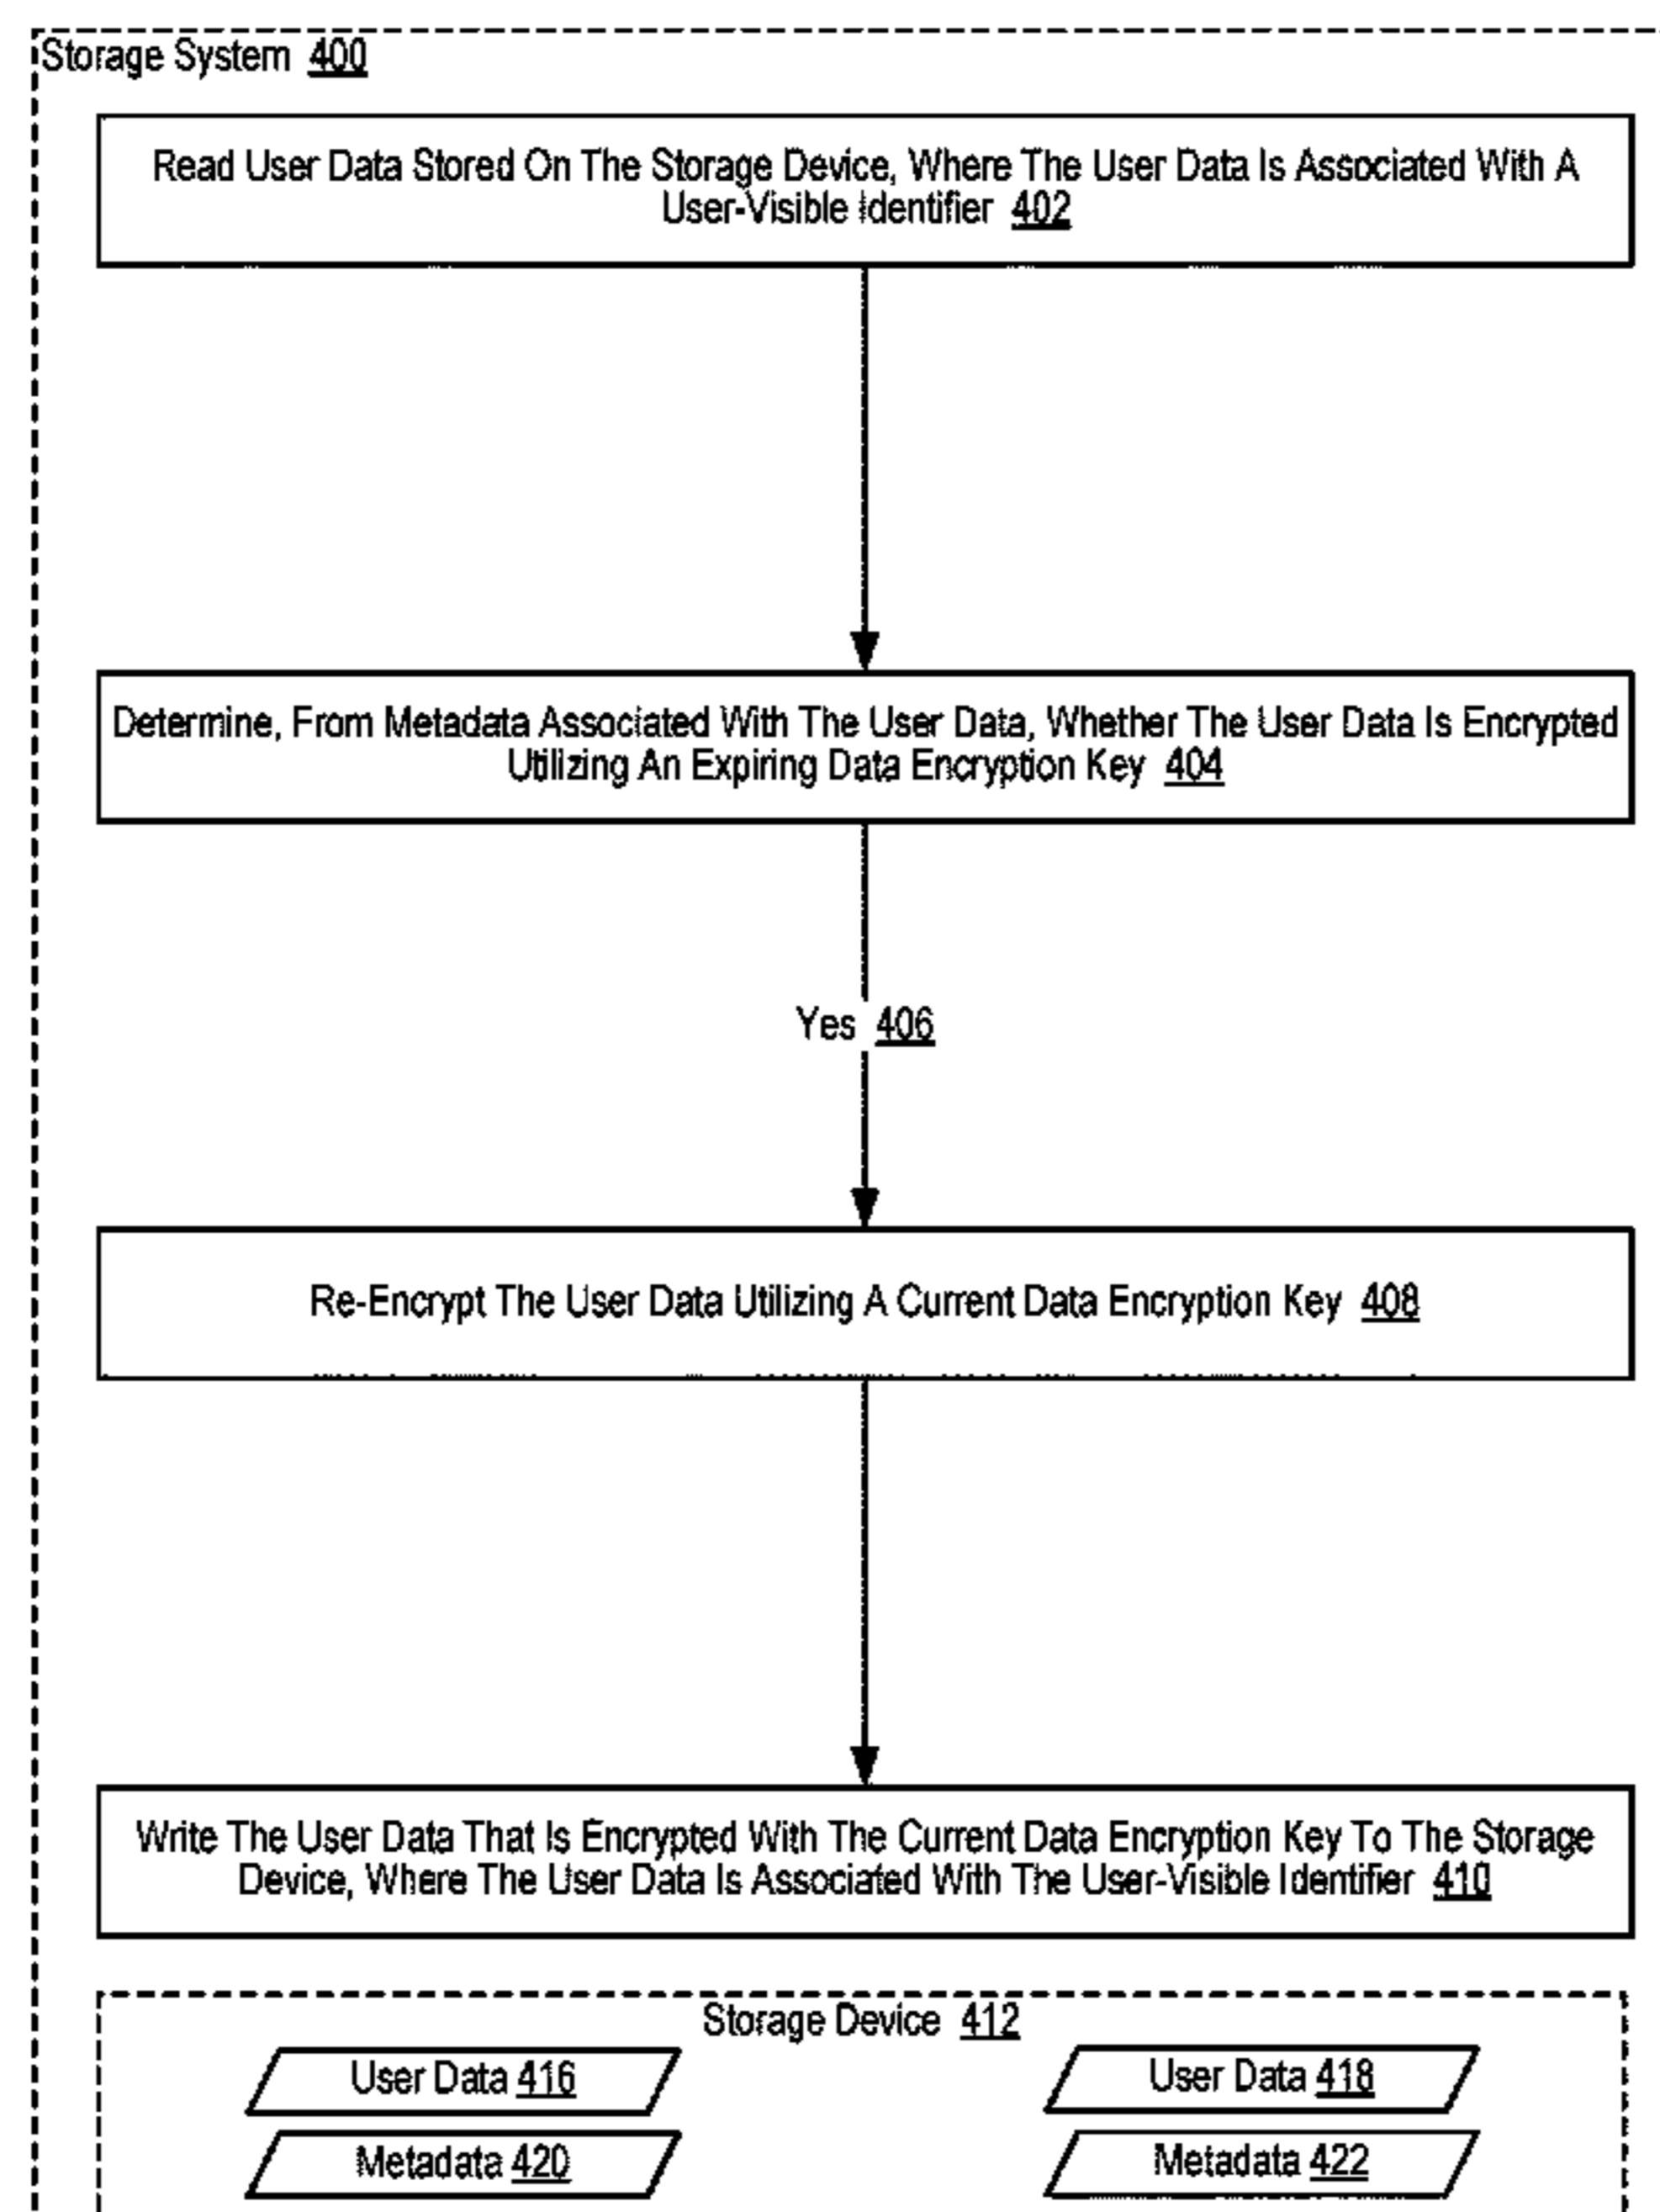 Storage System 400
Read User Data Stored On The Storage Device, Where The User Data Is Associated With A
User-Visible Identifier 402
Determine, From Metadata Associated With The User Data, Whether The User Data Is Encrypted
Utilizing An Expiring Data Encryption Key 404
Yes 406
Re-Encrypt The User Data Utilizing A Current Data Encryption Key 408
Write The User Data That Is Encrypted With The Current Data Encryption Key To The Storage
Device, Where The User Data Is Associated With The User-Visible Identifier 410
Storage Device 412
User Data 416
User Data 418
Metadata 420
Metadata 422